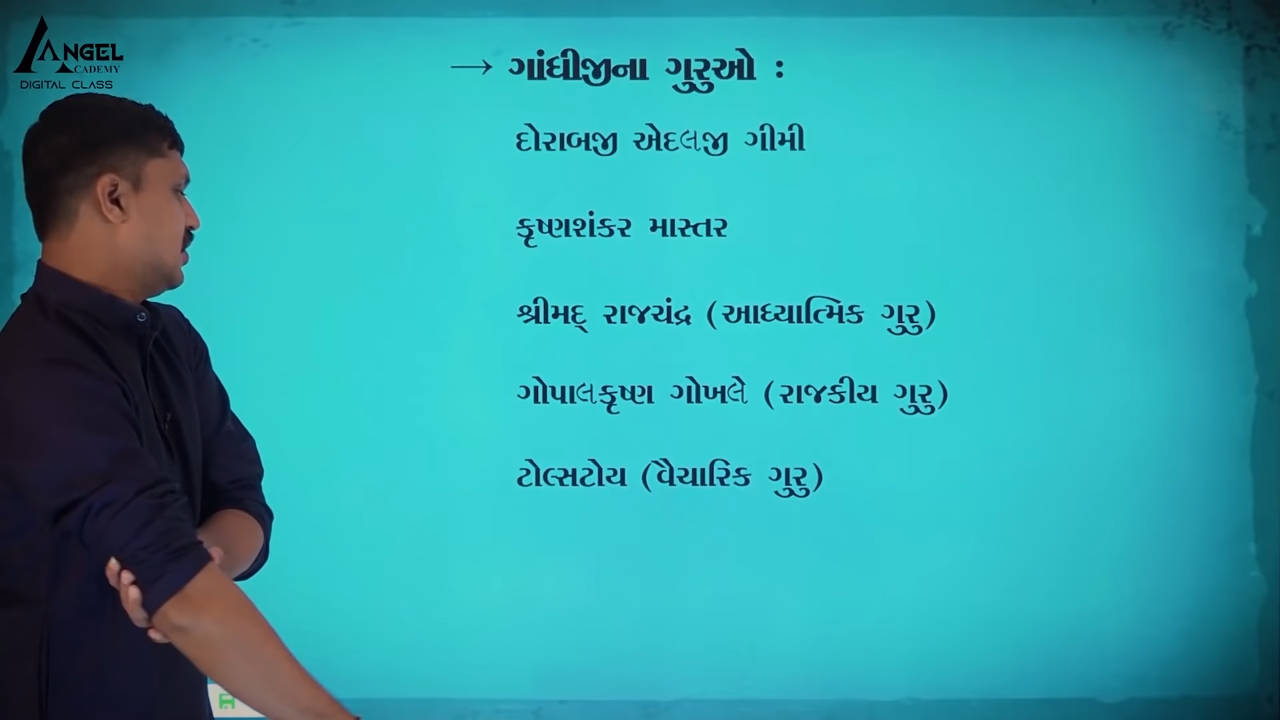 ANGEL
ACADEMY
DIGITAL CLASS
→ ગાંધીજીના ગુરુઓ :
દોરાબજી એદલજી ગીમી
કૃષ્ણશંકર માસ્તર
શ્રીમદ્ રાજચંદ્ર (આધ્યાત્મિક ગુરુ)
ગોપાલકૃષ્ણ ગોખલે (રાજકીય ગુરુ)
ટોલ્સટોય (વૈચારિક ગુરુ)